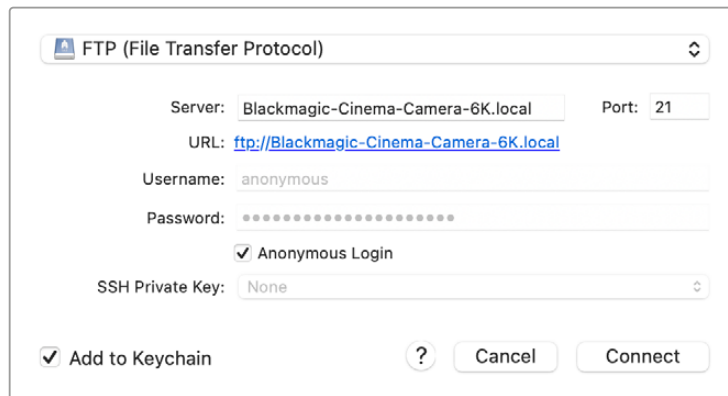 FTP (File Transfer Protocol)
Server: Blackmagic-Cinema-Camera-6K.local Port: 21
URL: ftp://Blackmagic-Cinema-Camera-6K.local
Username: anonymous
Password: ●●●●●●●●●●●●●●●●●●●●●
Anonymous Login
SSH Private Key: None
Add to Keychain ? Cancel Connect